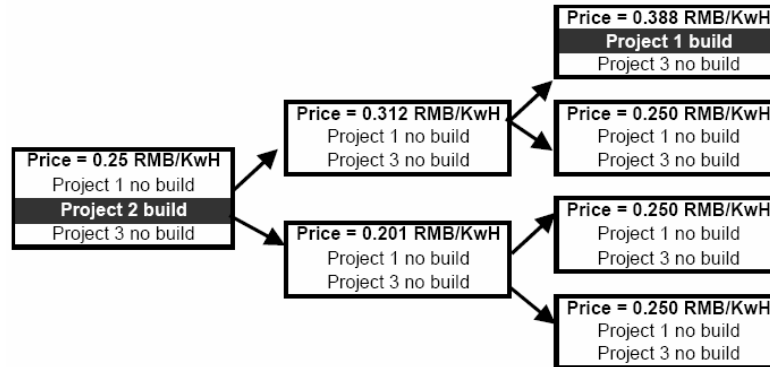 Price = 0.25 RMB/KwH
Project 1 no build
Project 2 build
Project 3 no build
Price = 0.312 RMB/KwH
Project 1 no build
Project 3 no build
Price = 0.201 RMB/KwH
Project 1 no build
Project 3 no build
Price = 0.388 RMB/KwH
Project 1 build
Project 3 no build
Price = 0.250 RMB/KwH
Project 1 no build
Project 3 no build
Price = 0.250 RMB/KwH
Project 1 no build
Project 3 no build
Price = 0.250 RMB/KwH
Project 1 no build
Project 3 no build